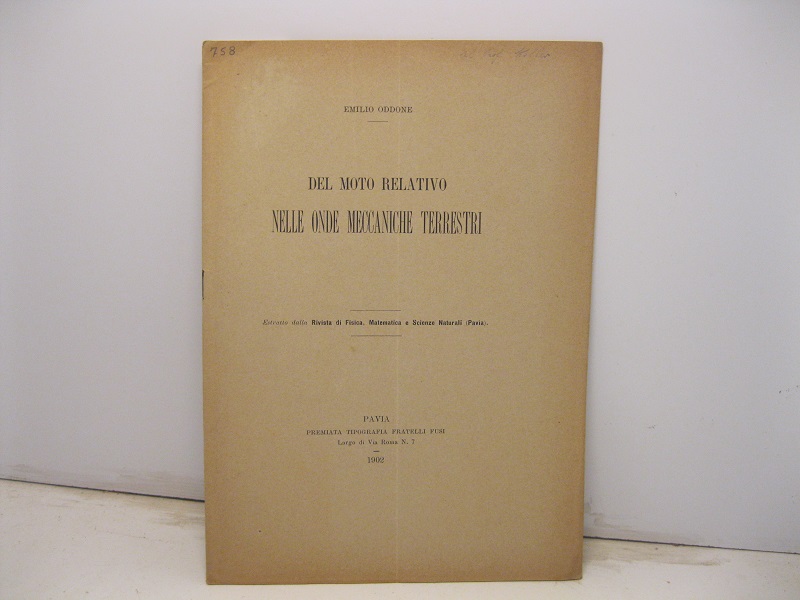 758
EMILIO ODDONE
DEL MOTO RELATIVO
NELLE ONDE MECCANICHE TERRESTRI
Estratto dalla Rivista di Fisica, Matematica e Scienze Naturali (Pavia).
PAVIA
PREMIATA TIPOGRAFIA FRATELLI FUSI
Largo di Via Roma N. 7
1902